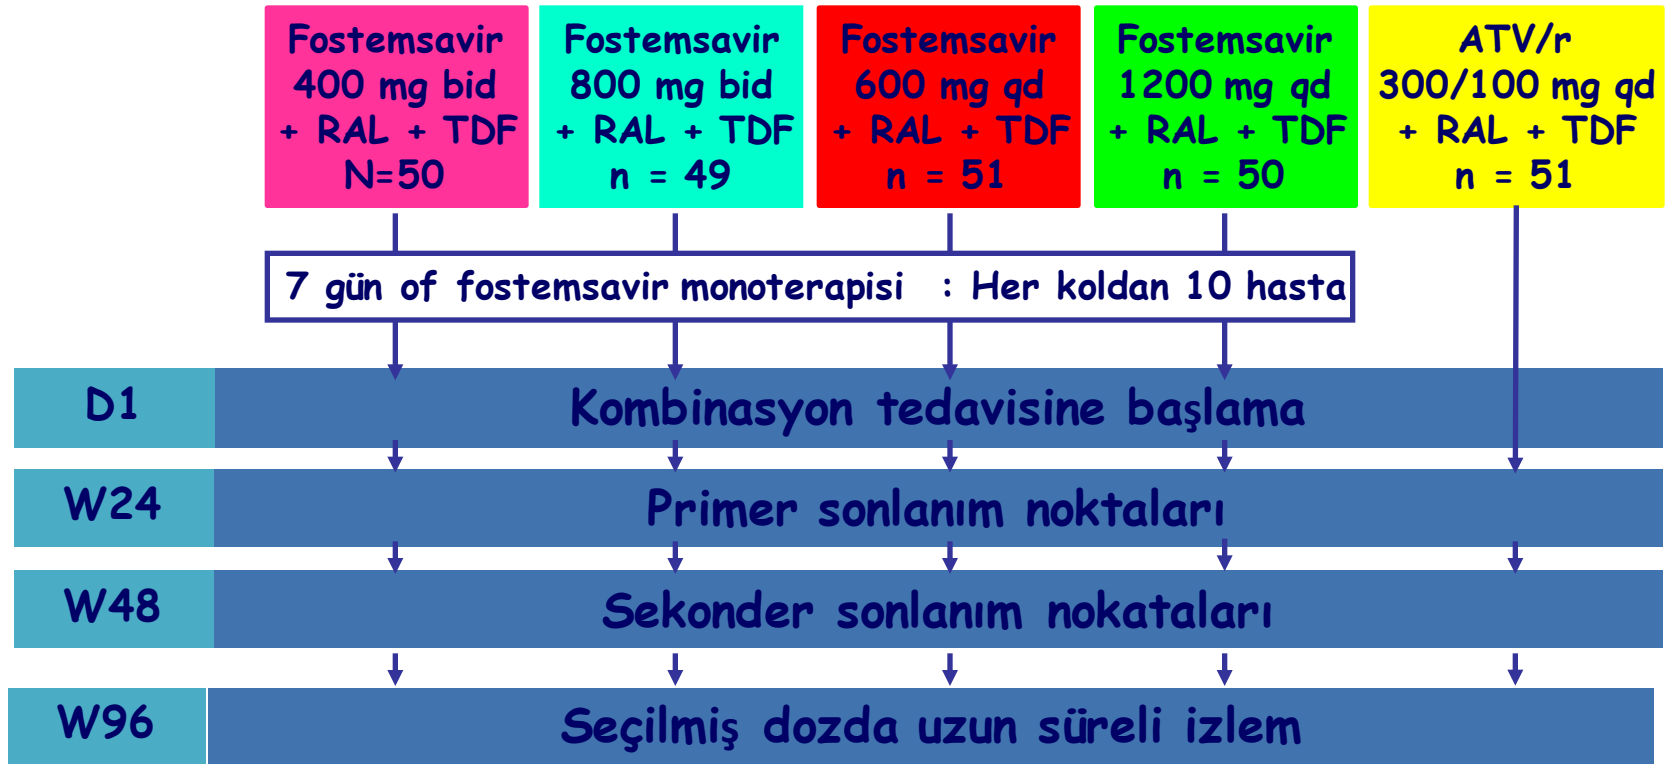 Fostemsavir
400 mg bid
+ RAL + TDF
N=50
Fostemsavir
800 mg bid
+ RAL + TDF
n = 49
Fostemsavir
600 mg qd
+ RAL + TDF
n = 51
Fostemsavir
1200 mg qd
+ RAL + TDF
n = 50
ATV/r
300/100 mg qd
+ RAL + TDF
n = 51
7 gün of fostemsavir monoterapisi : Her koldan 10 hasta
D1
Kombinasyon tedavisine başlama
W24
Primer sonlanım noktaları
W48
Sekonder sonlanım nokataları
W96
Seçilmiş dozda uzun süreli izlem